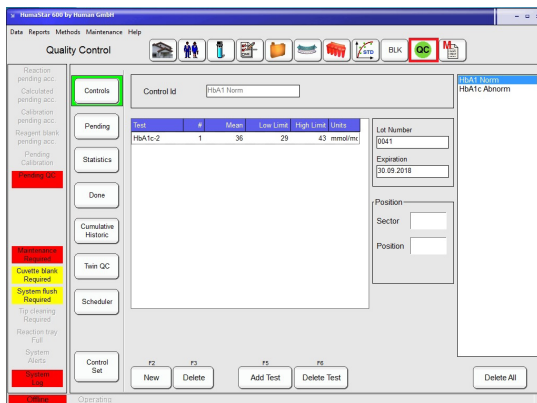 HumaStar 600 by Human GmbH
Data Reports Methods Maintenance Help
Quality Control
STD
BLK
QC
M
Reaction
pending acc.
Calculated
pending acc.
Calibration
pending acc.
Reagent blank
pending acc.
Pending
Calibration
Pending QC
Maintenance
Required
Cuvette blank
Required
System flush
Required
Tip cleaning
Required
Reaction tray
Full
System
Alerts
System
Log
Offline
Operating
Controls
Pending
Statistics
Done
Cumulative
Historic
Twin QC
Scheduler
Control
Set
Control Id HbA1 Norm
Test # Mean Low Limit High Limit Units
HbA1c-2 1 36 29 43 mmol/mc
Lot Number
0041
Expiration
30.09.2018
Position
Sector
Position
HbA1 Norm
HbA1c Abnorm
F2 F3 F5 F6
New Delete Add Test Delete Test Delete All